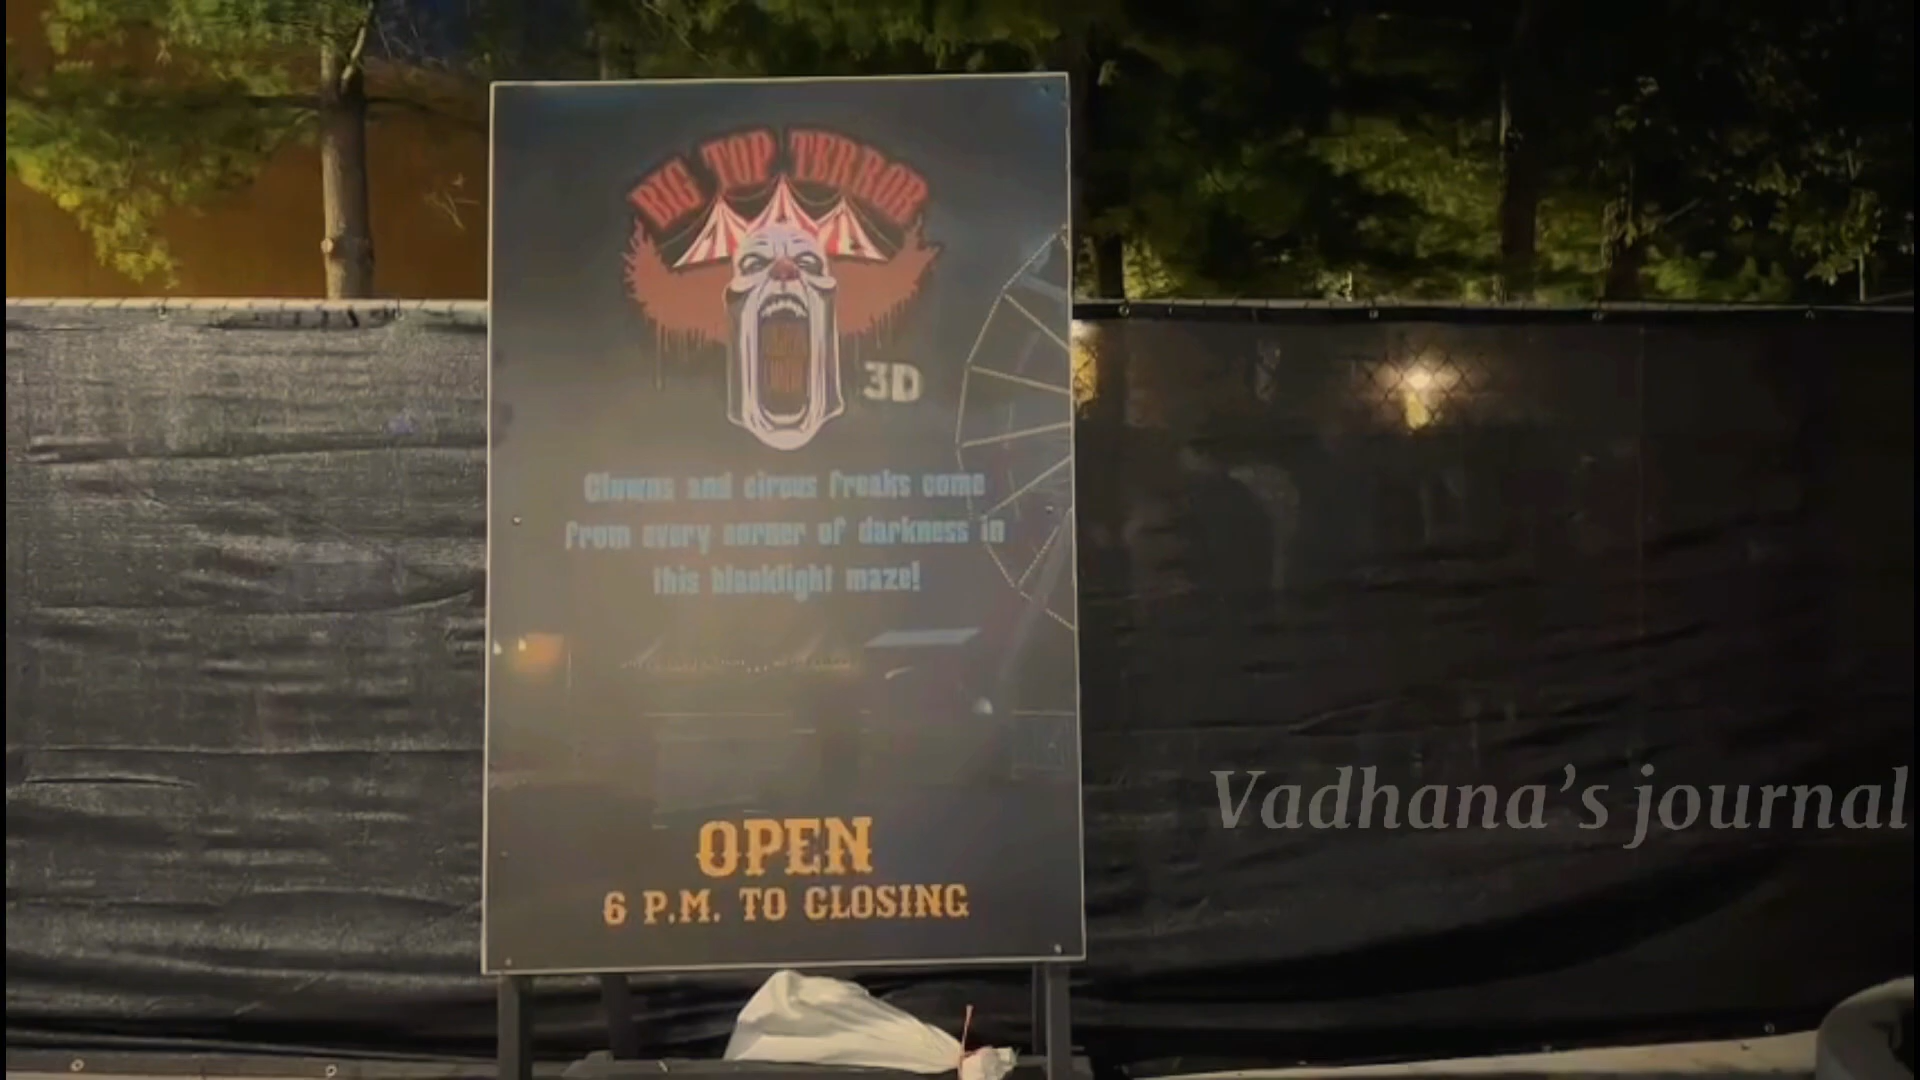 BIG TOP TERROR
3D
Clowns and circus freaks come
from every corner of darkness in
this blacklight maze!
OPEN
6 P.M. TO CLOSING
Vadhana's journal